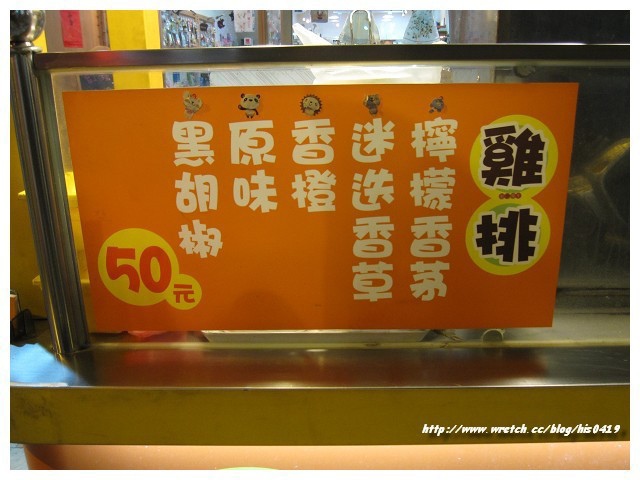 雞排
檸檬香茅
迷迭香草
香橙
原味
黑胡椒
50元
http://www.wretch.cc/blog/his0419